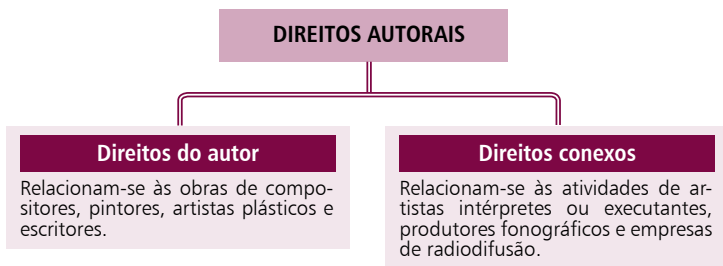 DIREITOS AUTORAIS
Direitos do autor
Relacionam-se às obras de compo-
sitores, pintores, artistas plásticos e
escritores.
Direitos conexos
Relacionam-se às atividades de ar-
tistas intérpretes ou executantes,
produtores fonográficos e empresas
de radiodifusão.